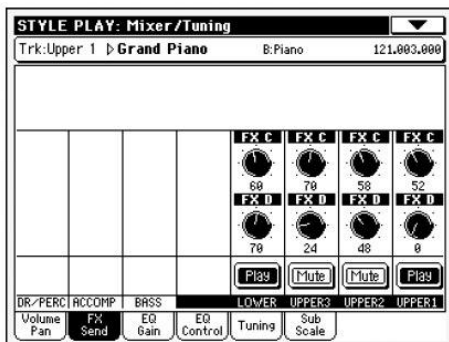 STYLE PLAY: Mixer/Tuning
Trk:Upper 1 ▷Grand Piano B:Piano 121.003.000
FX C FX C FX C FX C
60 70 58 52
FX D FX D FX D FX D
70 24 48 0
Play Mute Mute Play
DR/PERC ACCOMP BASS LOWER UPPER3 UPPER2 UPPER1
Volume Pan FX Send EQ Gain EQ Control Tuning Sub Scale